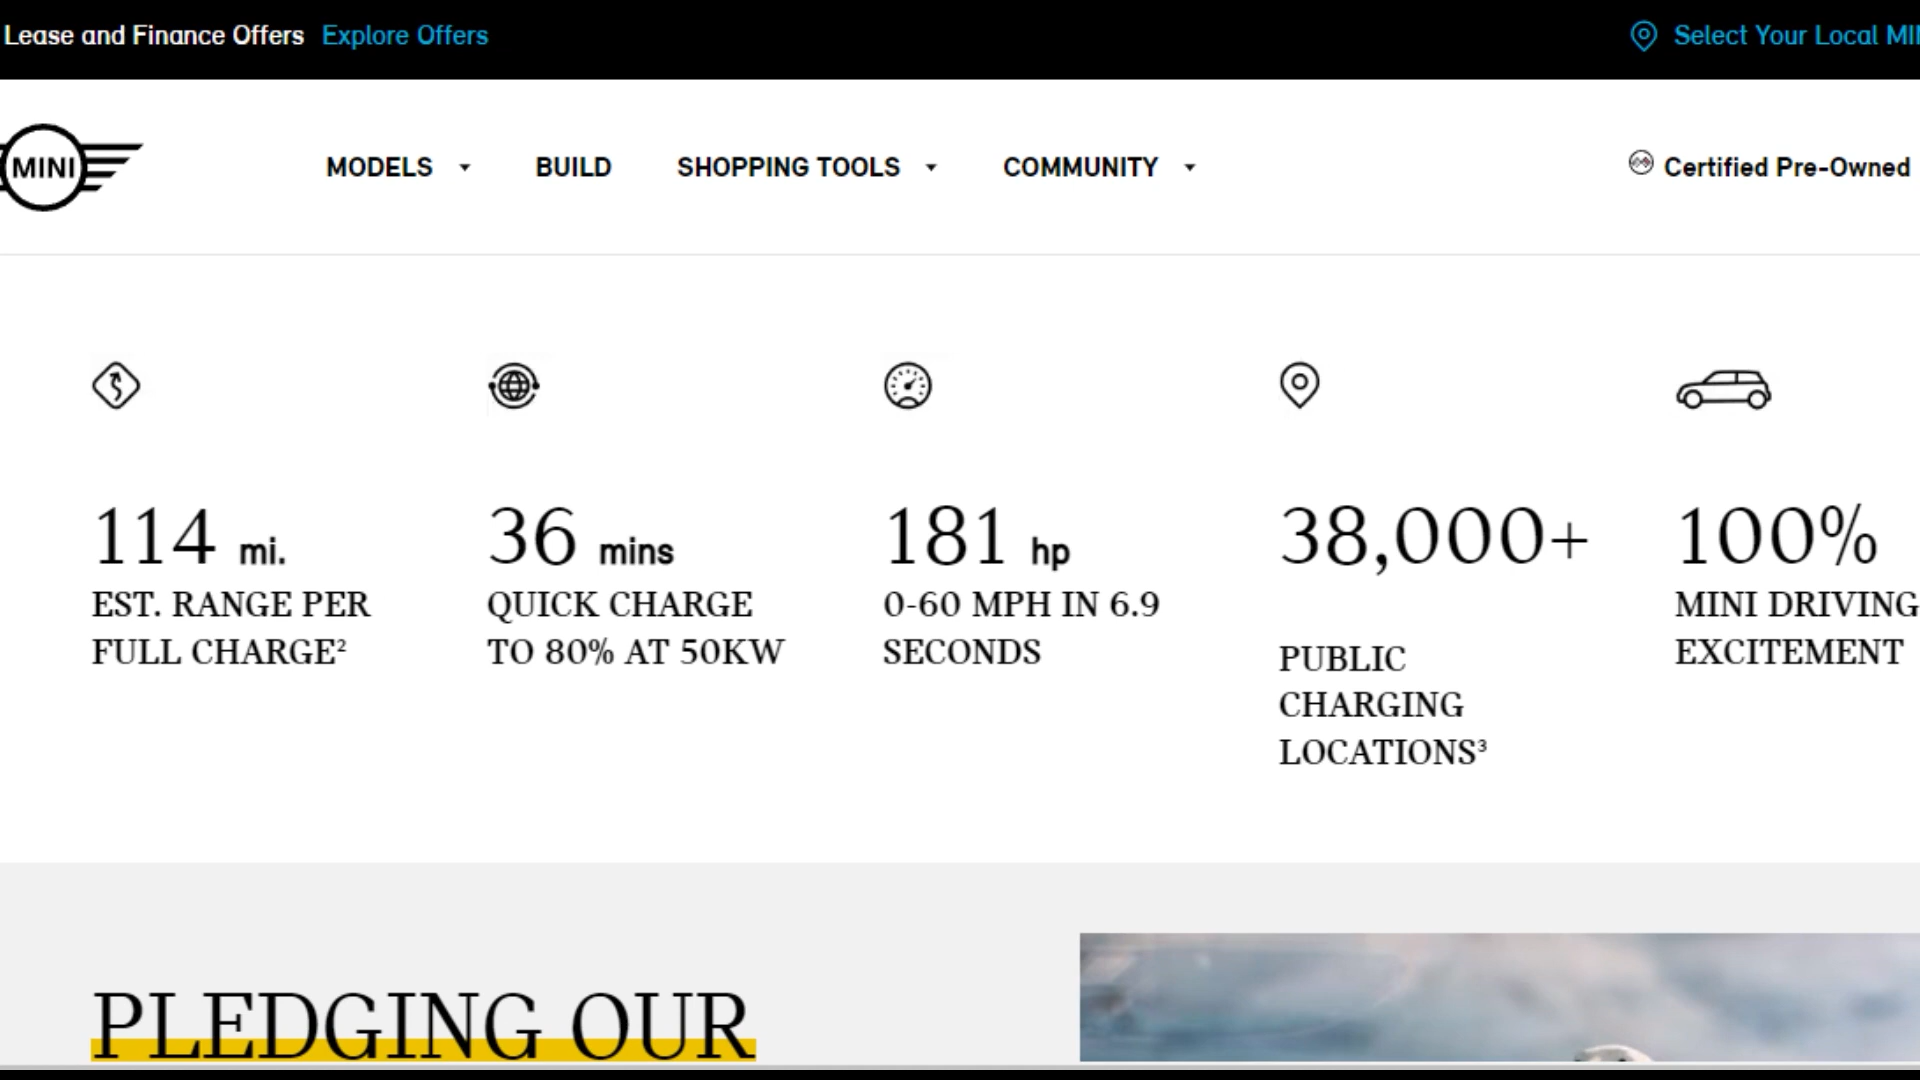 Lease and Finance Offers Explore Offers
Select Your Local
MINI
MODELS BUILD SHOPPING TOOLS COMMUNITY
Certified Pre-Owned
114 mi.
EST. RANGE PER
FULL CHARGE²
36 mins
QUICK CHARGE
TO 80% AT 50KW
181 hp
0-60 MPH IN 6.9
SECONDS
38,000+
PUBLIC
CHARGING
LOCATIONS³
100%
MINI DRIVING
EXCITEMENT
PLEDGING OUR